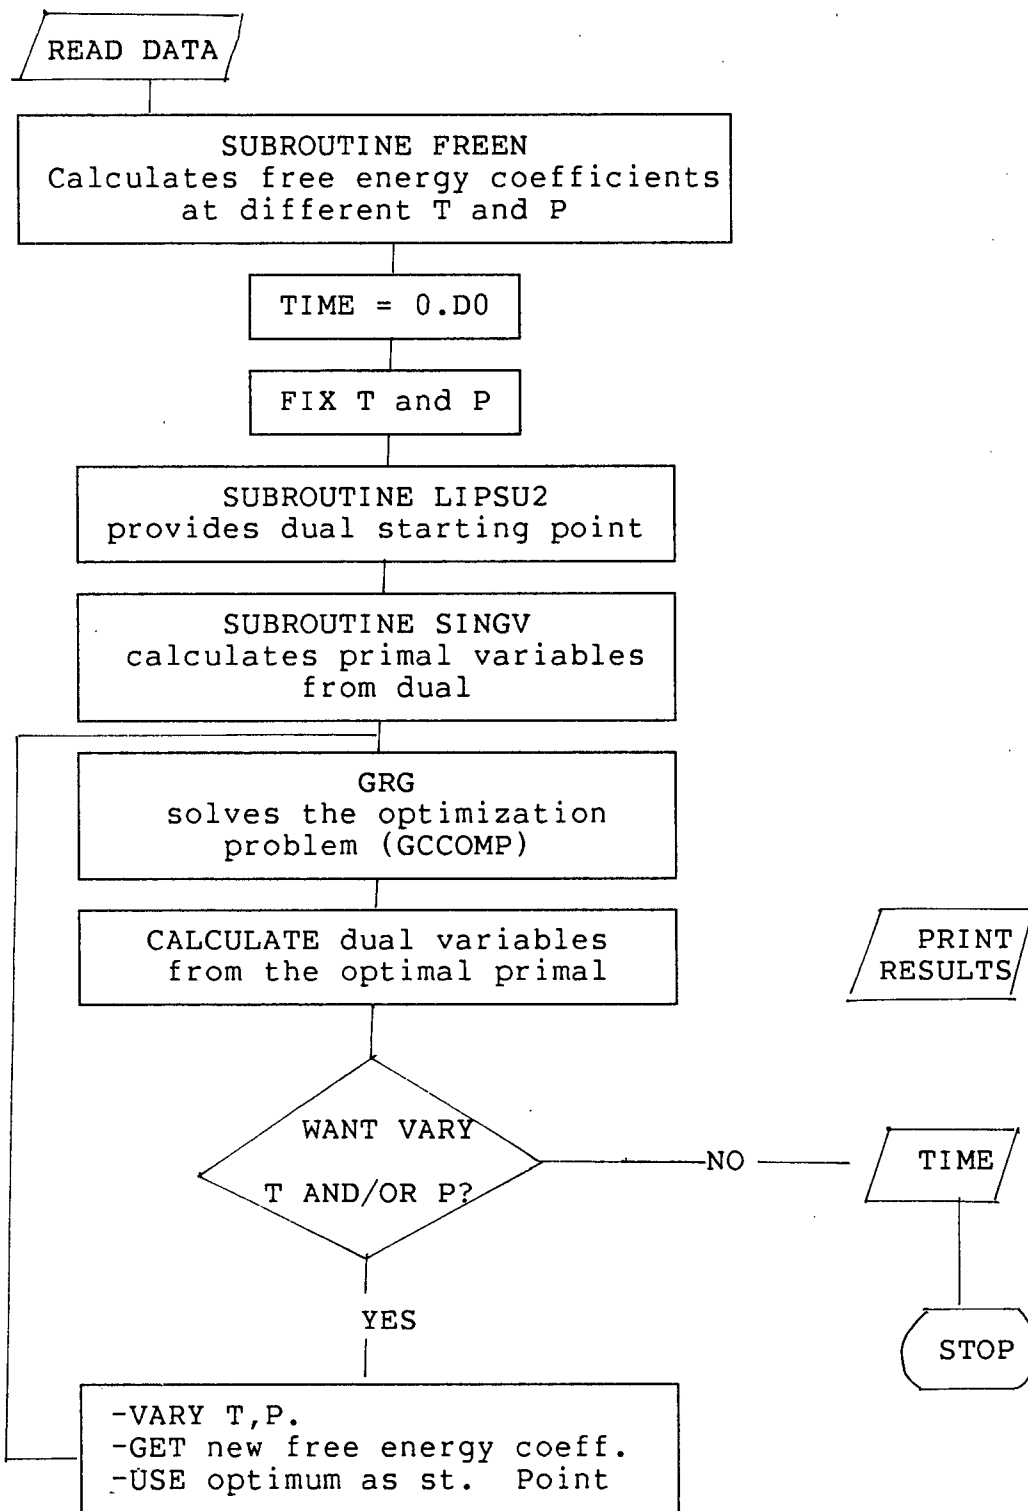 READ DATA
SUBROUTINE FREEN
Calculates free energy coefficients
at different T and P
TIME = 0.D0
FIX T and P
SUBROUTINE LIPSU2
provides dual starting point
SUBROUTINE SINGV
calculates primal variables
from dual
GRG
solves the optimization
problem (GCCOMP)
CALCULATE dual variables
from the optimal primal
PRINT
RESULTS
WANT VARY
T AND/OR P?
NO
TIME
YES
STOP
-VARY T,P.
-GET new free energy coeff.
-USE optimum as st. Point